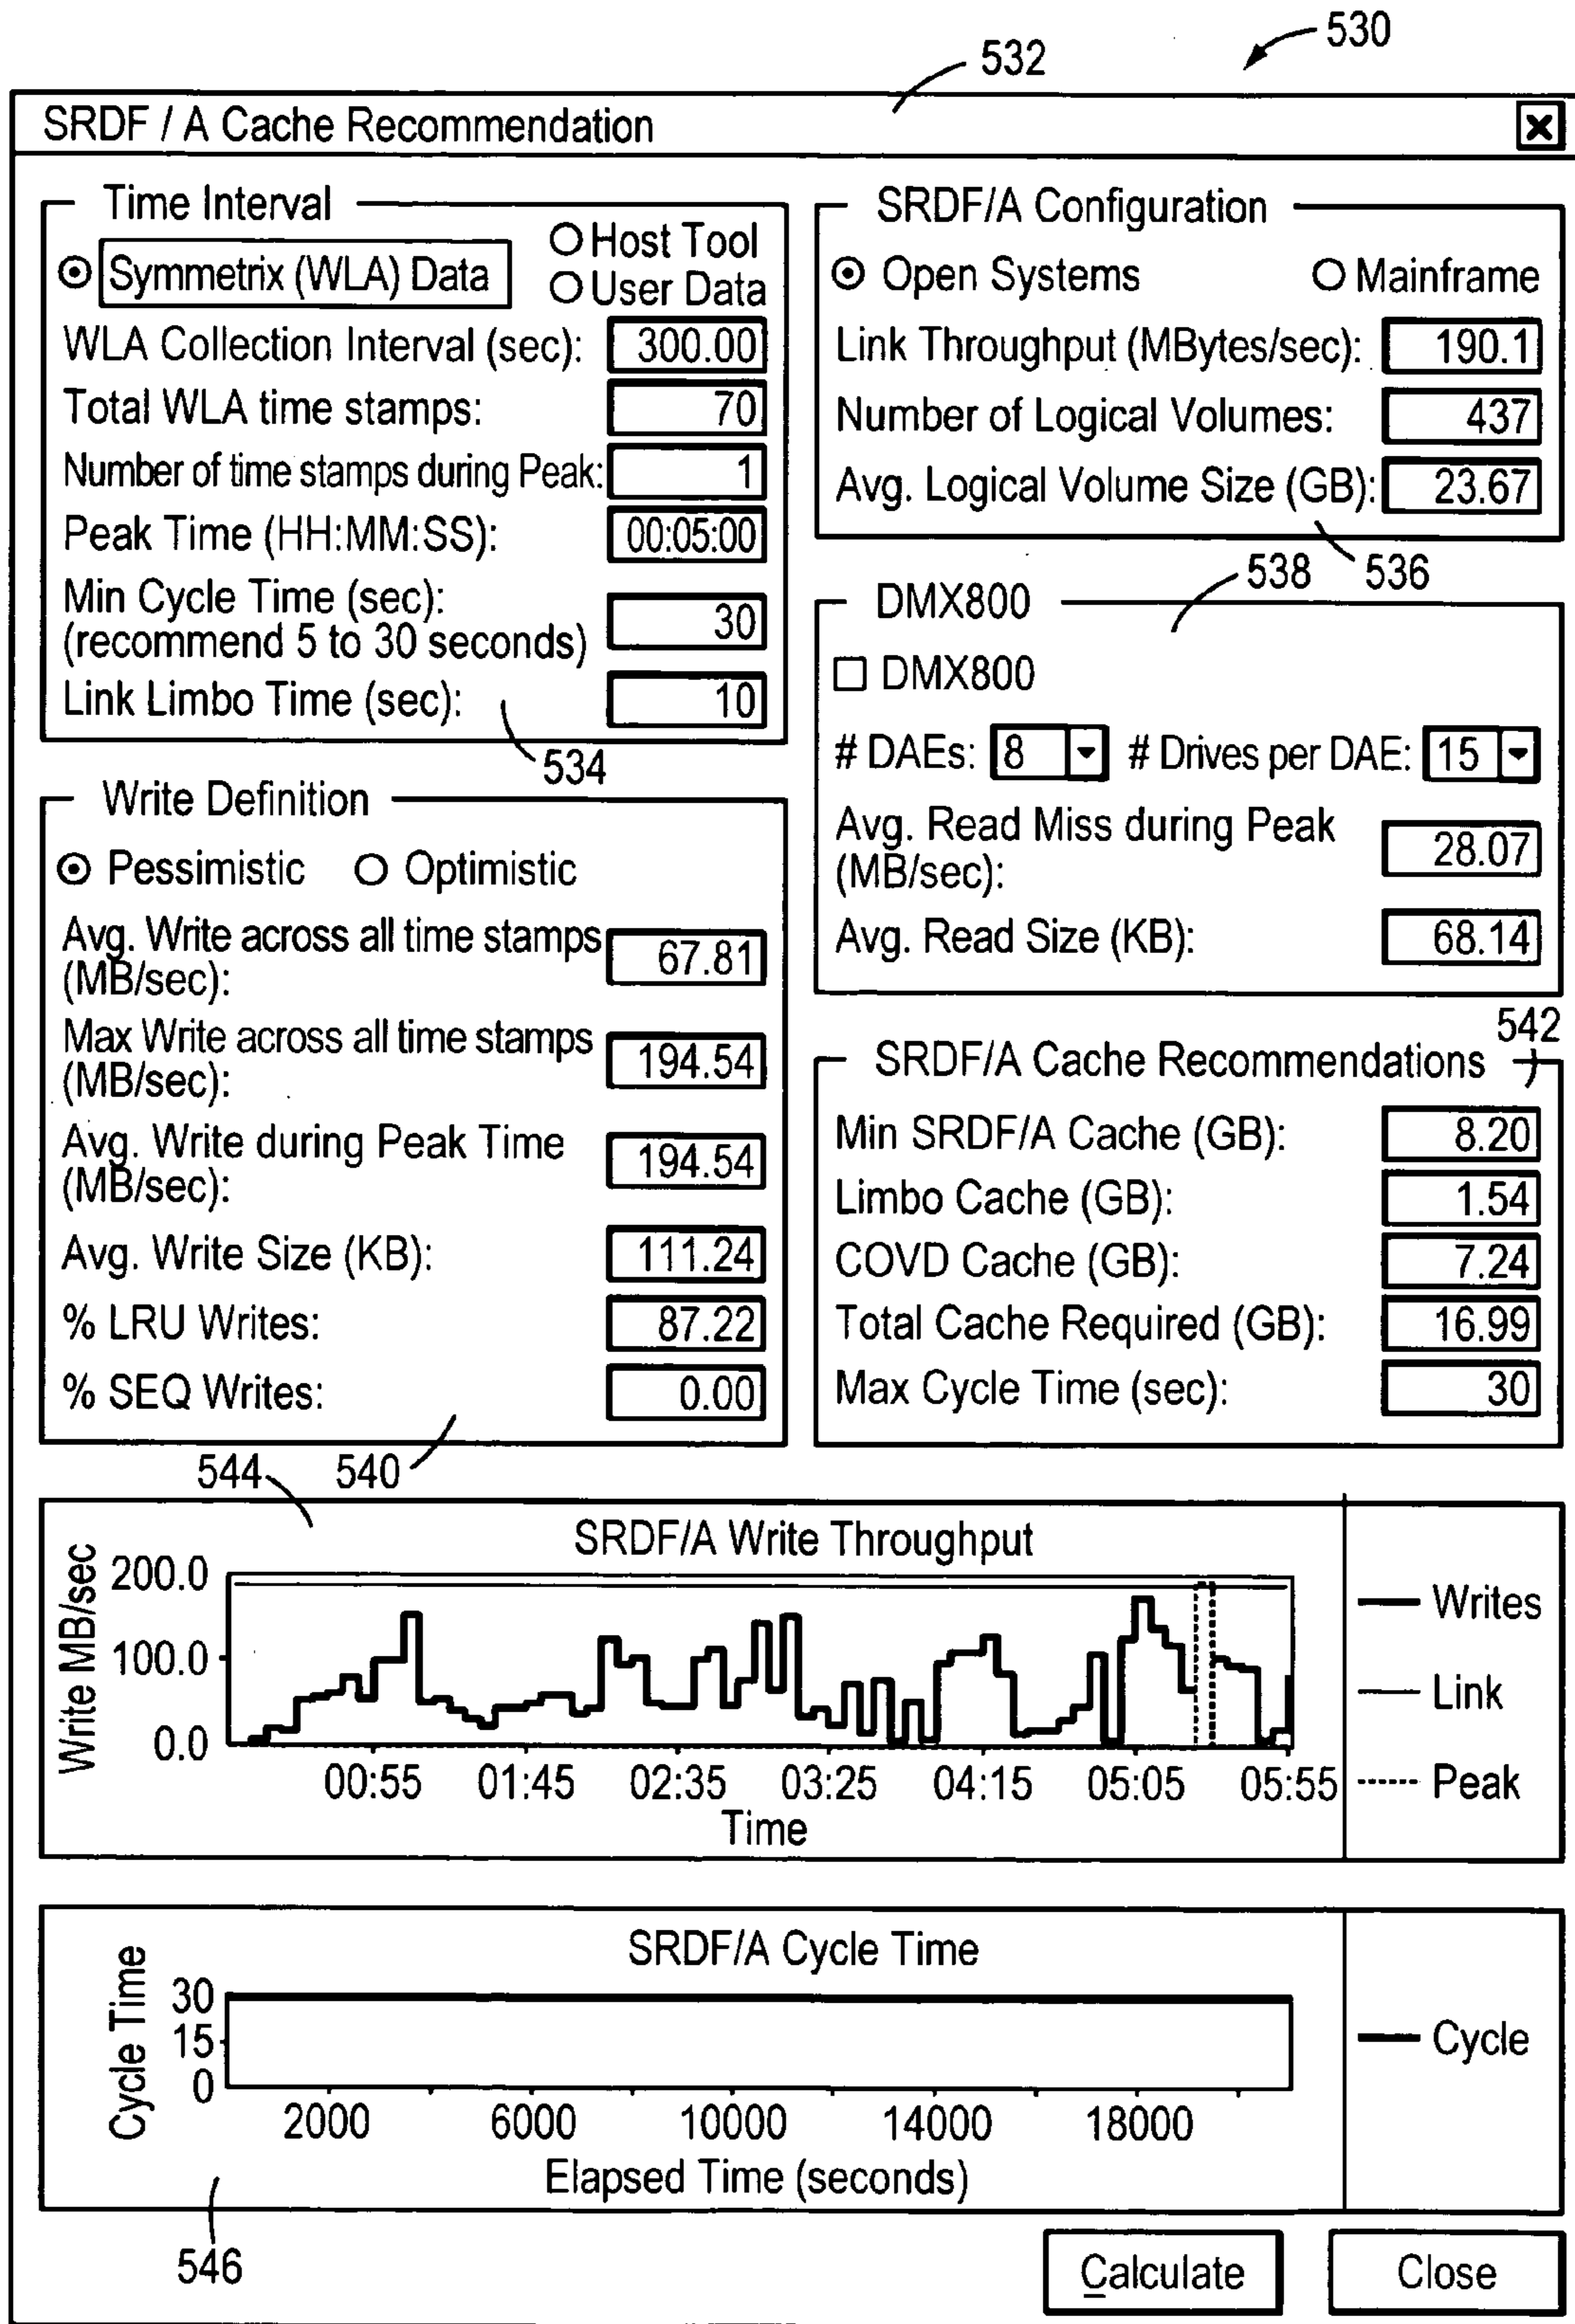 530
532
SRDF / A Cache Recommendation
Time Interval
Symmetrix (WLA) Data
Host Tool
User Data
WLA Collection Interval (sec): 300.00
Total WLA time stamps: 70
Number of time stamps during Peak: 1
Peak Time (HH:MM:SS): 00:05:00
Min Cycle Time (sec):
(recommend 5 to 30 seconds) 30
Link Limbo Time (sec): 10
534
Write Definition
Pessimistic Optimistic
Avg. Write across all time stamps
(MB/sec): 67.81
Max Write across all time stamps
(MB/sec): 194.54
Avg. Write during Peak Time
(MB/sec): 194.54
Avg. Write Size (KB): 111.24
% LRU Writes: 87.22
% SEQ Writes: 0.00
540
SRDF/A Configuration
Open Systems Mainframe
Link Throughput (MBytes/sec): 190.1
Number of Logical Volumes: 437
Avg. Logical Volume Size (GB): 23.67
536
538
DMX800
DMX800
# DAEs: 8 # Drives per DAE: 15
Avg. Read Miss during Peak
(MB/sec): 28.07
Avg. Read Size (KB): 68.14
542
SRDF/A Cache Recommendations
Min SRDF/A Cache (GB): 8.20
Limbo Cache (GB): 1.54
COVD Cache (GB): 7.24
Total Cache Required (GB): 16.99
Max Cycle Time (sec): 30
544
SRDF/A Write Throughput
Write MB/sec
200.0
100.0
0.0
00:55 01:45 02:35 03:25 04:15 05:05 05:55
Time
Writes
Link
Peak
SRDF/A Cycle Time
Cycle Time
30
15
0
2000 6000 10000 14000 18000
Elapsed Time (seconds)
Cycle
546
Calculate Close